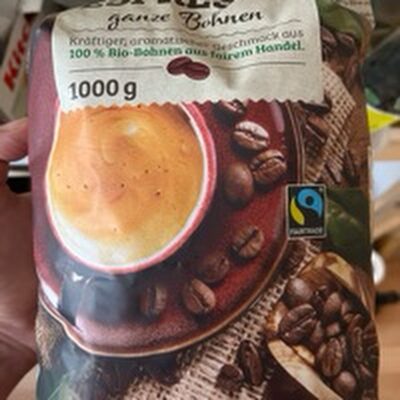 ganze Bohnen
Kräftiger, aromatischer Geschmack aus
100 % Bio-Bohnen aus fairem Handel.
1000 g
FAIRTRADE